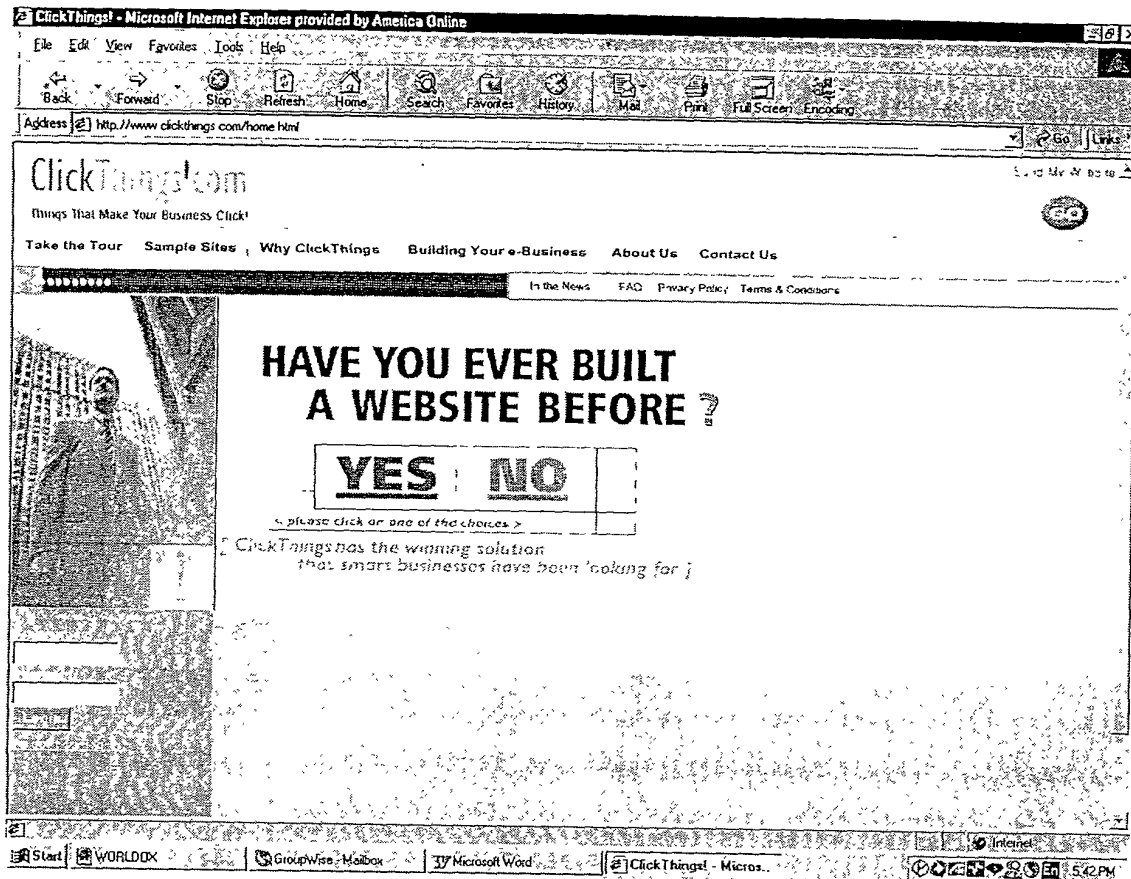 ClickThings! - Microsoft Internet Explorer provided by America Online
File Edit View Favorites Tools Help
Back Forward Stop Refresh Home Search Favorites History Mail Print Full Screen Encoding
Address http://www clickthings com/home html Go Links
ClickThings!com
Things That Make Your Business Click!
GO
Take the Tour Sample Sites Why ClickThings Building Your e-Business About Us Contact Us
In the News FAQ Privacy Policy Terms & Conditions
HAVE YOU EVER BUILT
A WEBSITE BEFORE ?
YES NO
< please click on one of the choices >
[ ClickThings has the winning solution
that smart businesses have been looking for ]
Internet
Start WORLDOX GroupWise - Mailbox Microsoft Word ClickThings! - Micros.. 5:42 PM